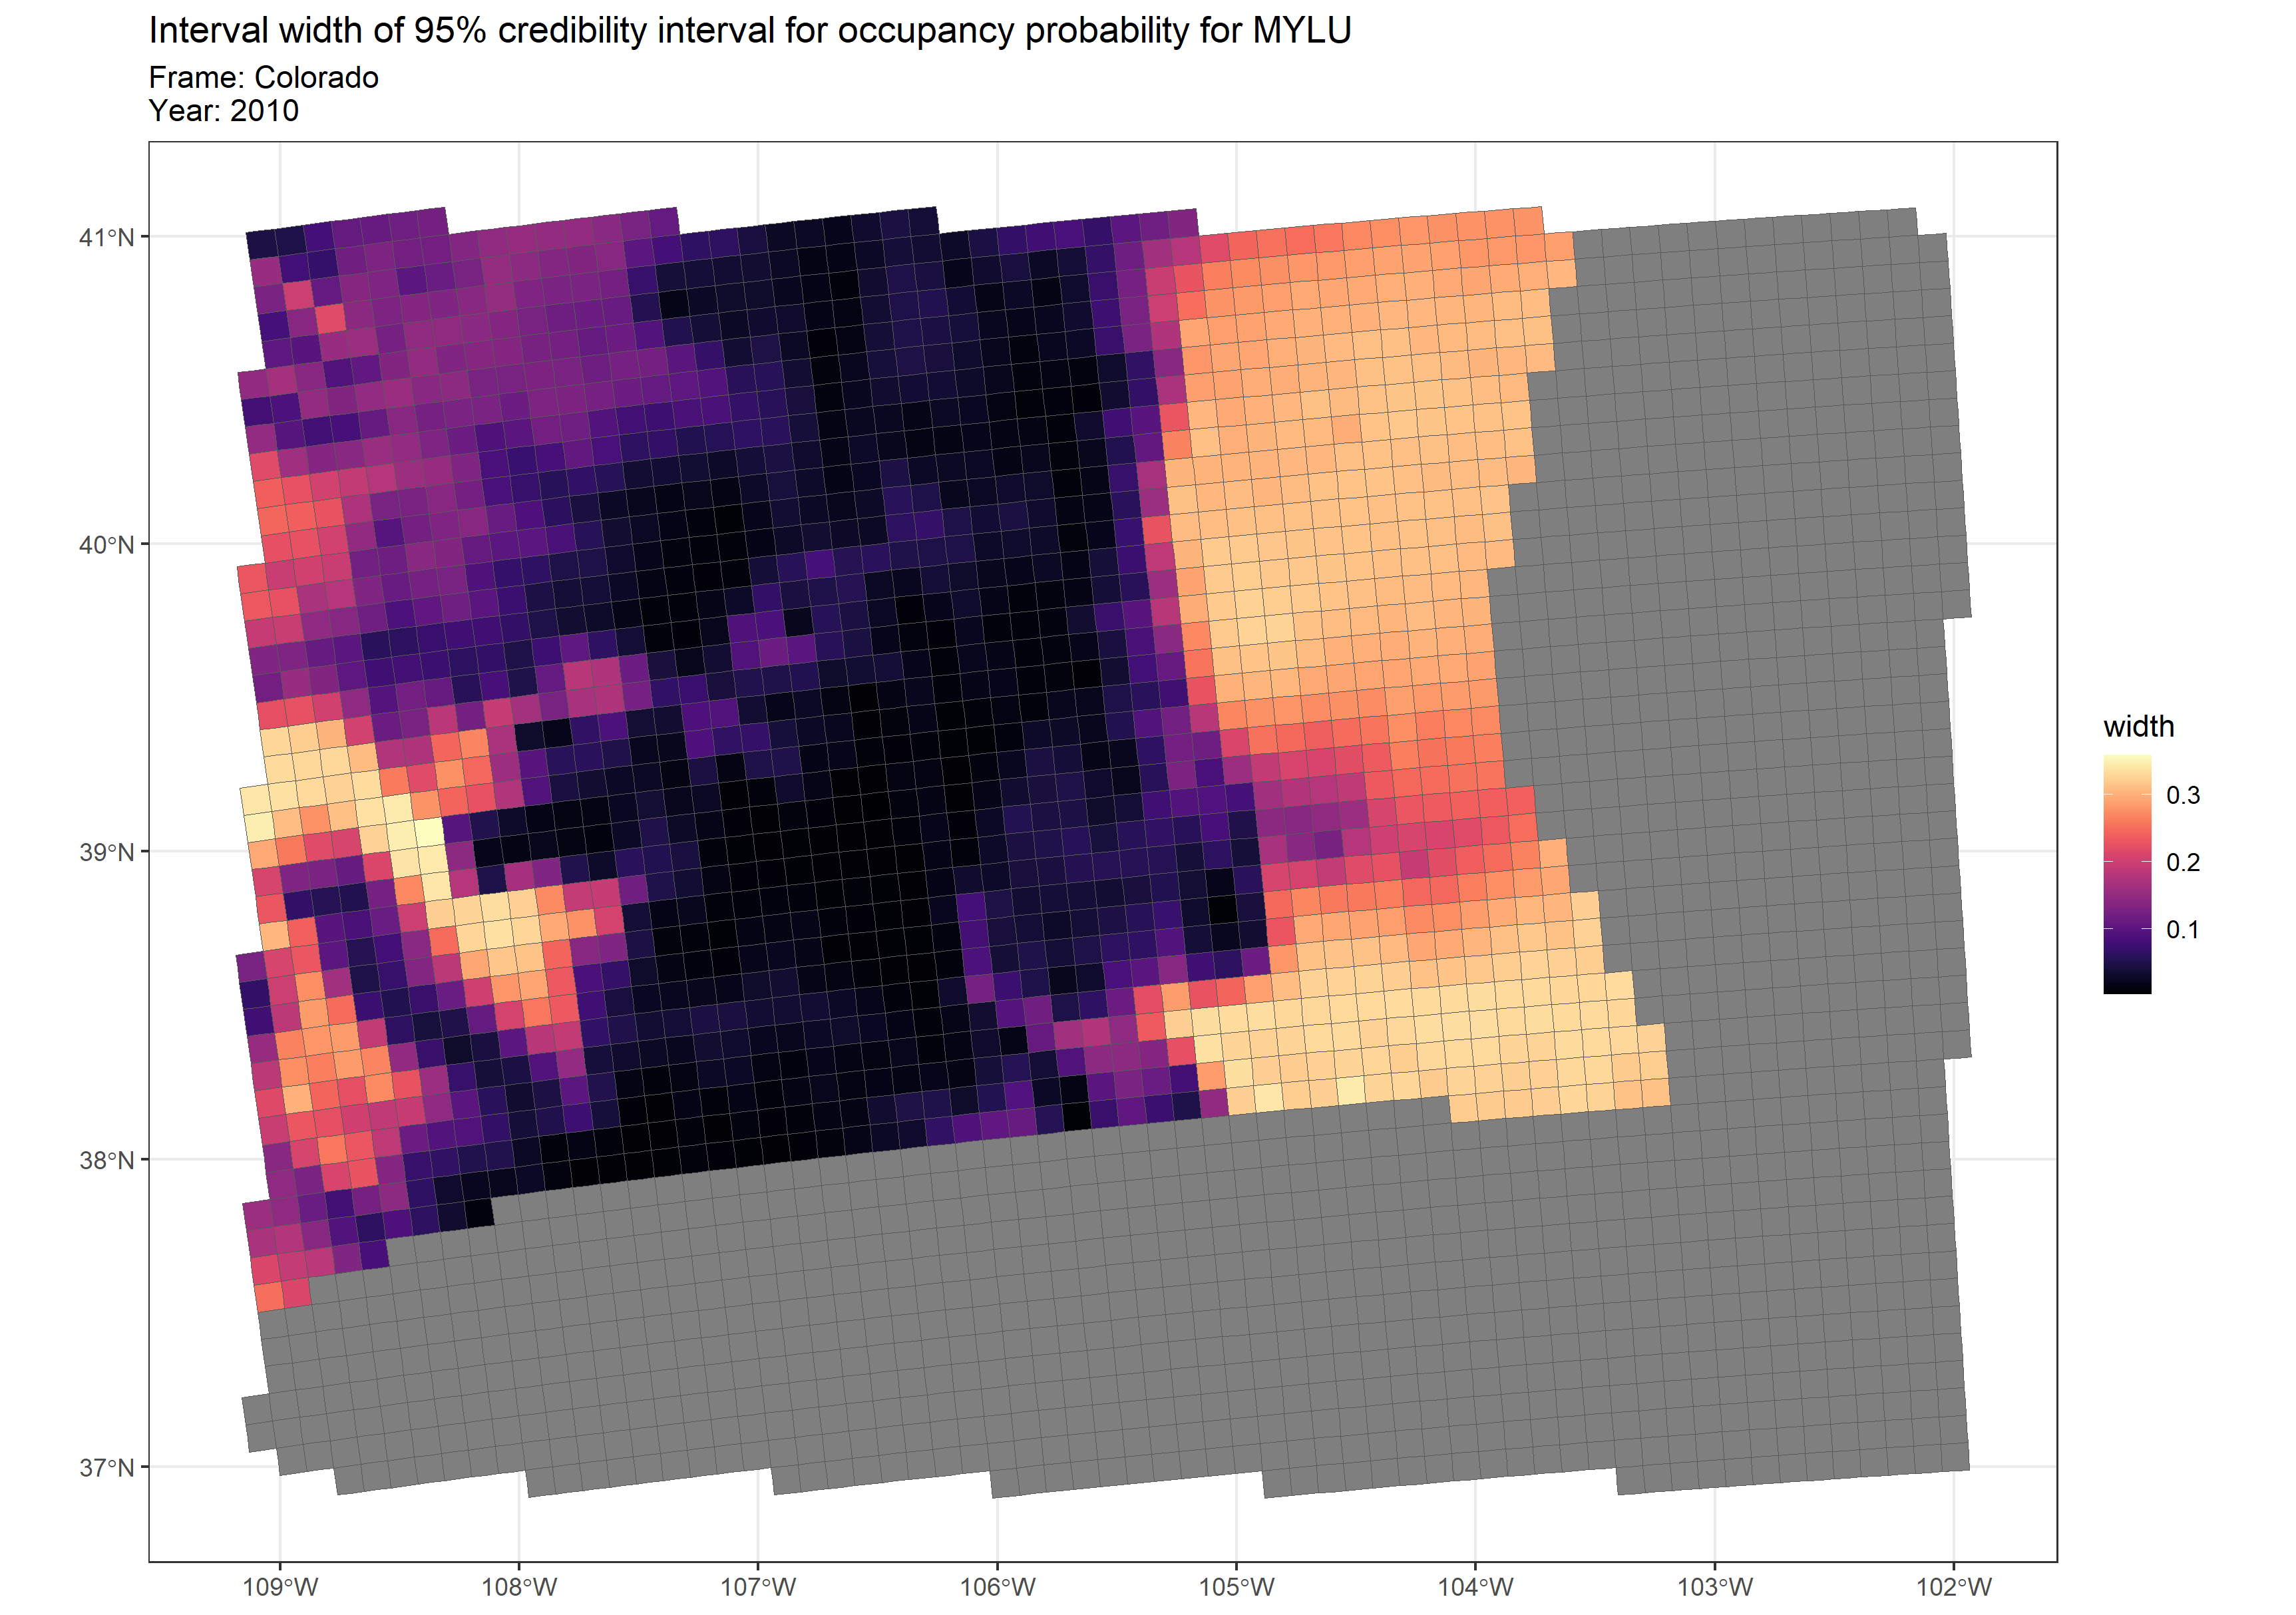 Interval width of 95% credibility interval for occupancy probability for MYLU
Frame: Colorado
Year: 2010
41°N
40°N
39°N
38°N
37°N
109°W
108°W
107°W
106°W
105°W
104°W
103°W
102°W
width
0.3
0.2
0.1